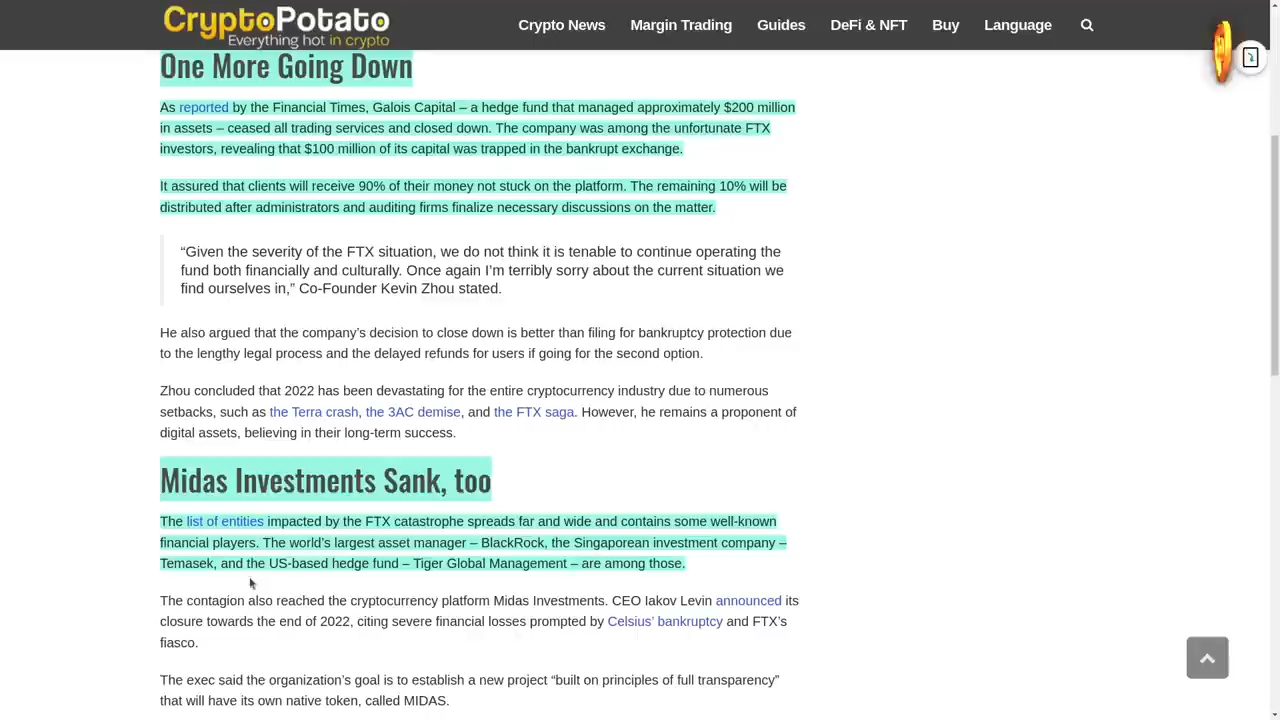 CryptoPotato
Everything hot in crypto
Crypto News Margin Trading Guides DeFi & NFT Buy Language
One More Going Down
As reported by the Financial Times, Galois Capital – a hedge fund that managed approximately $200 million
in assets – ceased all trading services and closed down. The company was among the unfortunate FTX
investors, revealing that $100 million of its capital was trapped in the bankrupt exchange.
It assured that clients will receive 90% of their money not stuck on the platform. The remaining 10% will be
distributed after administrators and auditing firms finalize necessary discussions on the matter.
“Given the severity of the FTX situation, we do not think it is tenable to continue operating the
fund both financially and culturally. Once again I’m terribly sorry about the current situation we
find ourselves in,” Co-Founder Kevin Zhou stated.
He also argued that the company’s decision to close down is better than filing for bankruptcy protection due
to the lengthy legal process and the delayed refunds for users if going for the second option.
Zhou concluded that 2022 has been devastating for the entire cryptocurrency industry due to numerous
setbacks, such as the Terra crash, the 3AC demise, and the FTX saga. However, he remains a proponent of
digital assets, believing in their long-term success.
Midas Investments Sank, too
The list of entities impacted by the FTX catastrophe spreads far and wide and contains some well-known
financial players. The world’s largest asset manager – BlackRock, the Singaporean investment company –
Temasek, and the US-based hedge fund – Tiger Global Management – are among those.
The contagion also reached the cryptocurrency platform Midas Investments. CEO Iakov Levin announced its
closure towards the end of 2022, citing severe financial losses prompted by Celsius’ bankruptcy and FTX’s
fiasco.
The exec said the organization’s goal is to establish a new project “built on principles of full transparency”
that will have its own native token, called MIDAS.